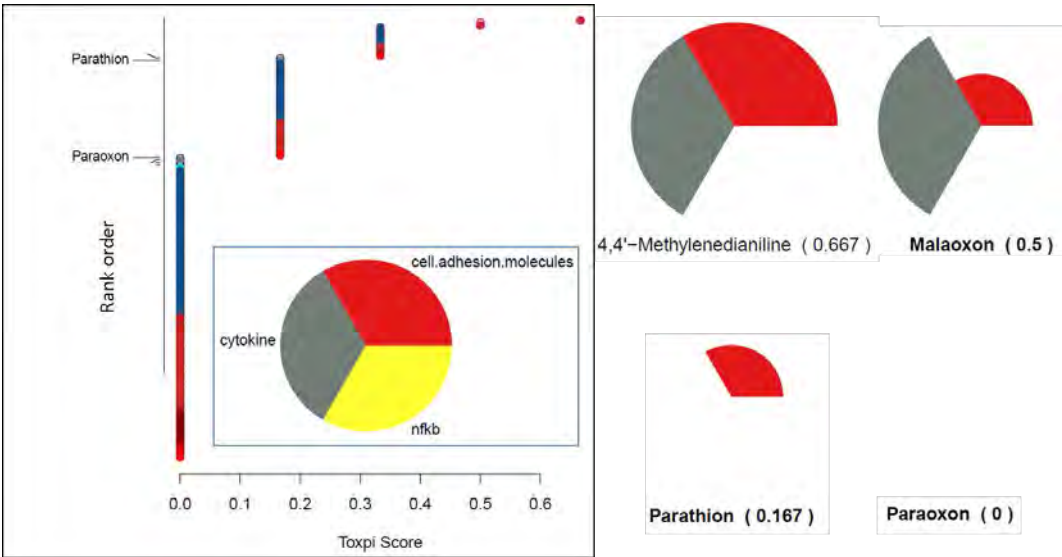 Parathion
Paraoxon
Rank order
cell.adhesion.molecules
cytokine
nfkb
0.0 0.1 0.2 0.3 0.4 0.5 0.6
Toxpi Score
4,4'−Methylenedianiline ( 0.667 )
Malaoxon ( 0.5 )
Parathion ( 0.167 )
Paraoxon ( 0 )